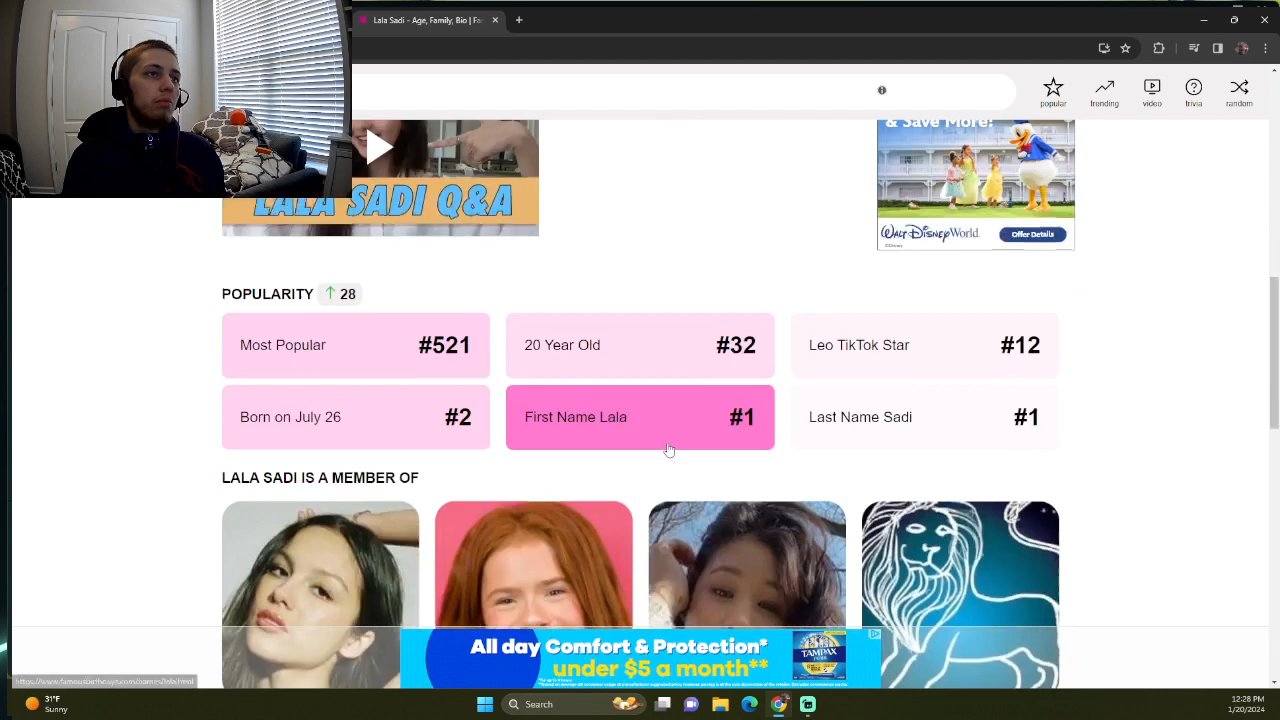 Lala Sadi - Age, Family, Bio | Fa
popular
trending
video
trivia
random
& Save More!
LALA SADI Q&A
WALT DISNEY World.
Offer Details
©Disney
POPULARITY 28
Most Popular #521
20 Year Old #32
Leo TikTok Star #12
Born on July 26 #2
First Name Lala #1
Last Name Sadi #1
LALA SADI IS A MEMBER OF
All day Comfort & Protection*
under $5 a month**
TAMPAX
31°F
Sunny
Search
12:28 PM
1/20/2024